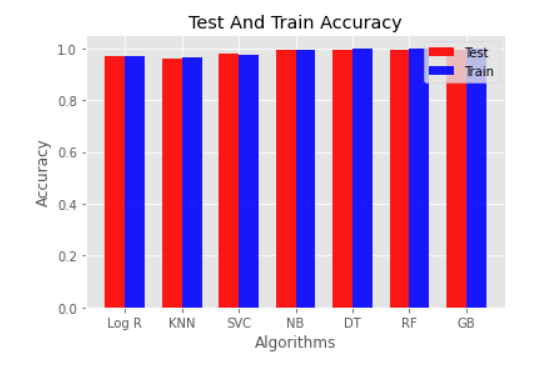 Test And Train Accuracy
Test
Train
Accuracy
1.0
0.8
0.6
0.4
0.2
0.0
Log R KNN SVC NB DT RF GB
Algorithms